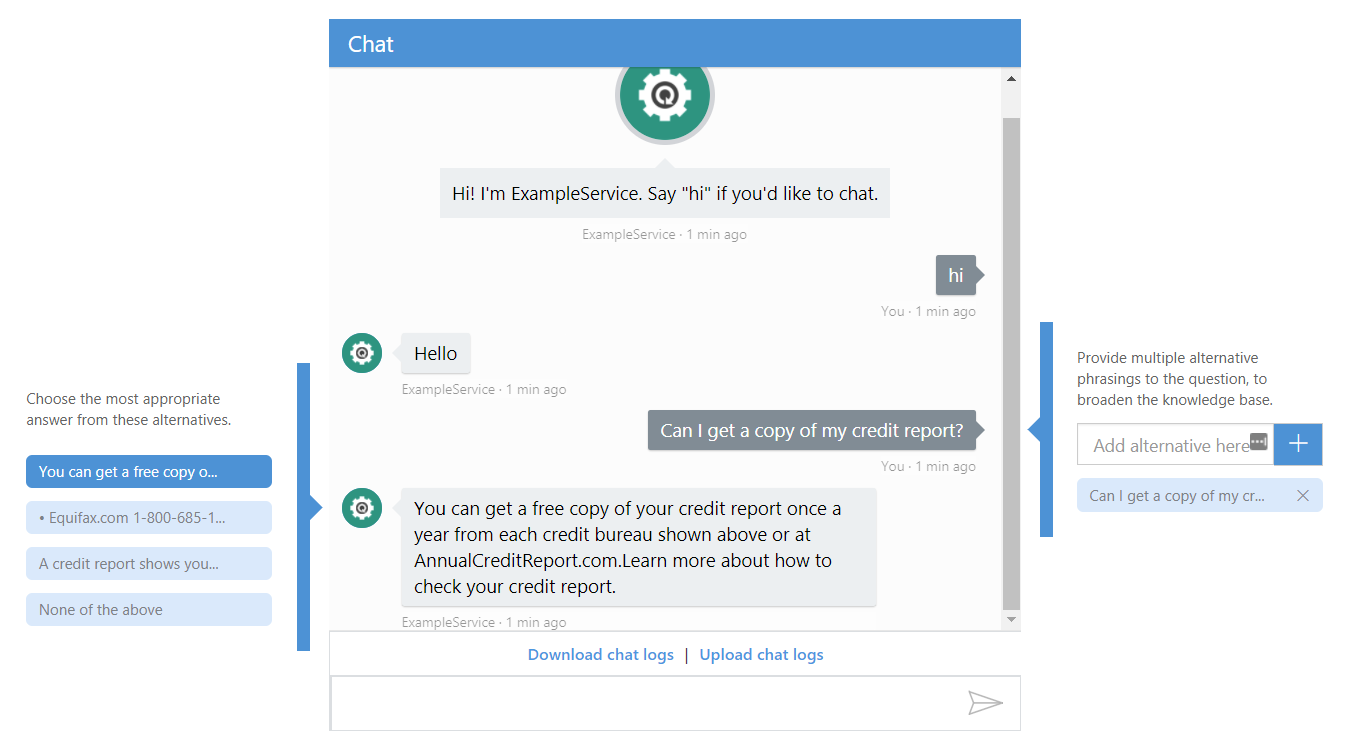 Chat
Hi! I'm ExampleService. Say "hi" if you'd like to chat.
ExampleService · 1 min ago
hi
You · 1 min ago
Hello
ExampleService · 1 min ago
Can I get a copy of my credit report?
You · 1 min ago
You can get a free copy of your credit report once a
year from each credit bureau shown above or at
AnnualCreditReport.com.Learn more about how to
check your credit report.
ExampleService · 1 min ago
Download chat logs | Upload chat logs
Choose the most appropriate
answer from these alternatives.
You can get a free copy o...
• Equifax.com 1-800-685-1...
A credit report shows you...
None of the above
Provide multiple alternative
phrasings to the question, to
broaden the knowledge base.
Add alternative here
Can I get a copy of my cr...